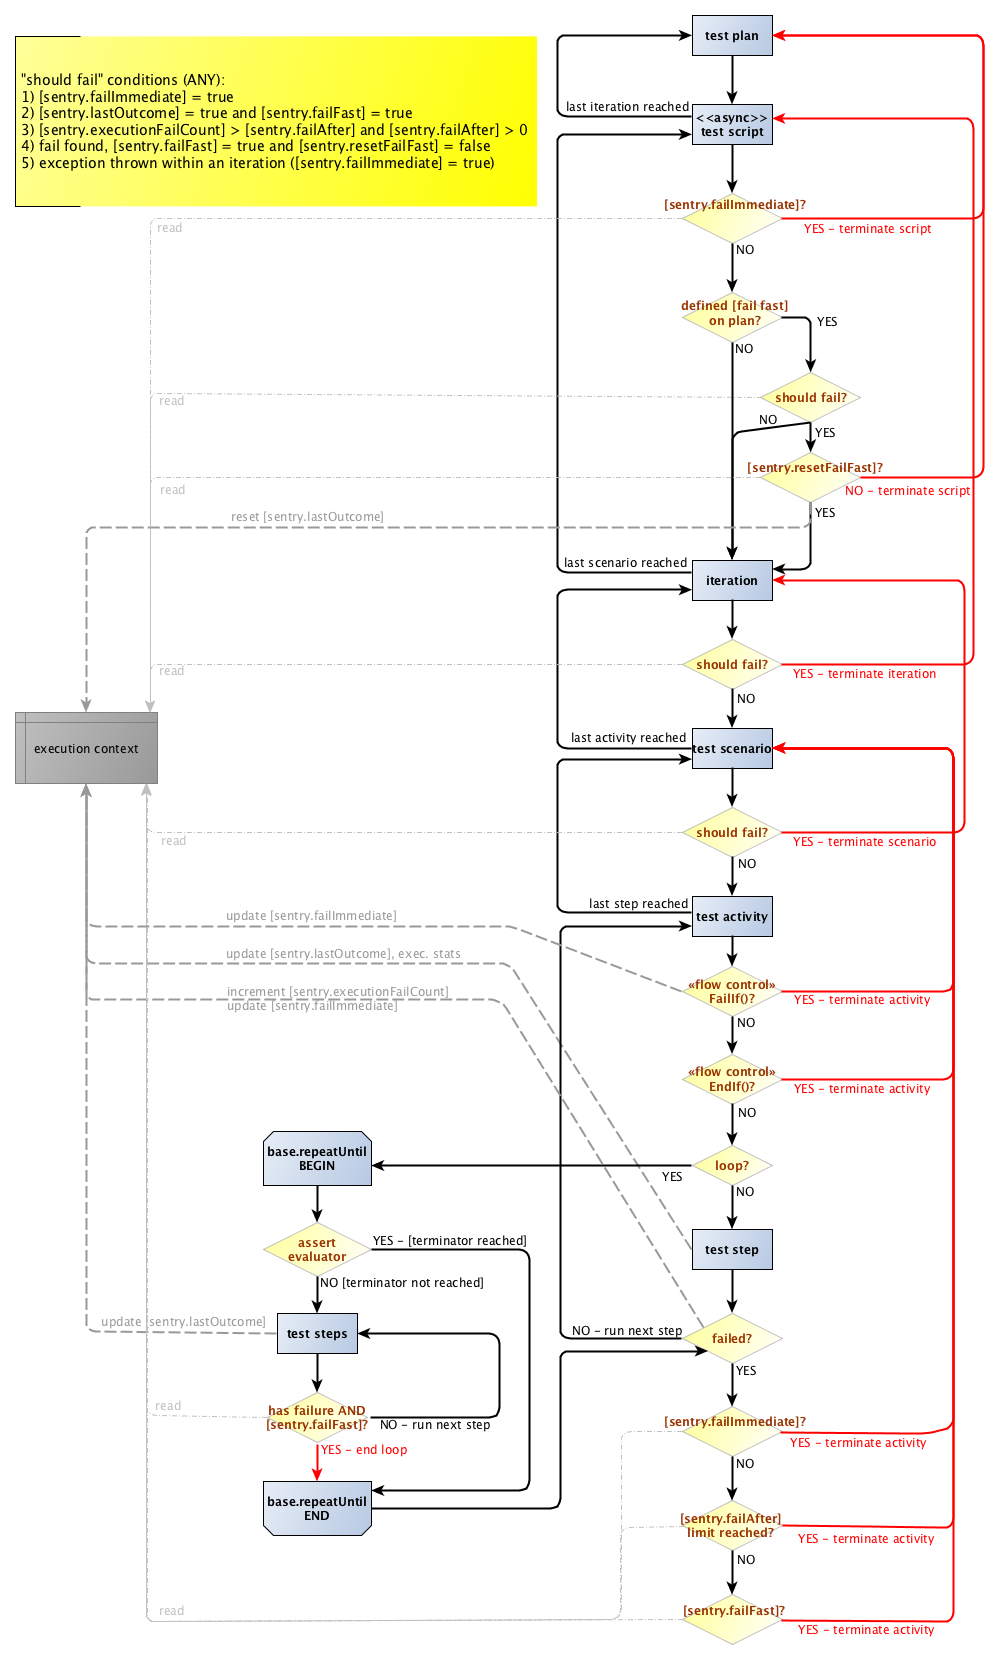 test plan
"should fail" conditions (ANY):
1) [sentry.failImmediate] = true
2) [sentry.lastOutcome] = true and [sentry.failFast] = true
3) [sentry.executionFailCount] > [sentry.failAfter] and [sentry.failAfter] > 0
4) fail found, [sentry.failFast] = true and [sentry.resetFailFast] = false
5) exception thrown within an iteration ([sentry.failImmediate] = true)
last iteration reached
<<async>>
test script
[sentry.failImmediate]?
read
YES – terminate script
NO
defined [fail fast]
on plan?
YES
NO
should fail?
read
NO
YES
[sentry.resetFailFast]?
read
NO – terminate script
YES
reset [sentry.lastOutcome]
last scenario reached
iteration
should fail?
read
YES – terminate iteration
NO
execution context
last activity reached
test scenario
should fail?
read
YES – terminate scenario
NO
last step reached
test activity
update [sentry.failImmediate]
update [sentry.lastOutcome], exec. stats
increment [sentry.executionFailCount]
update [sentry.failImmediate]
«flow control»
FailIf()?
YES – terminate activity
NO
«flow control»
EndIf()?
YES – terminate activity
NO
base.repeatUntil
BEGIN
loop?
YES
NO
assert
evaluator
YES – [terminator reached]
NO [terminator not reached]
test step
update [sentry.lastOutcome]
test steps
NO – run next step
failed?
YES
read
has failure AND
[sentry.failFast]?
NO – run next step
YES – end loop
[sentry.failImmediate]?
YES – terminate activity
NO
base.repeatUntil
END
[sentry.failAfter]
limit reached?
YES – terminate activity
NO
read
[sentry.failFast]?
YES – terminate activity